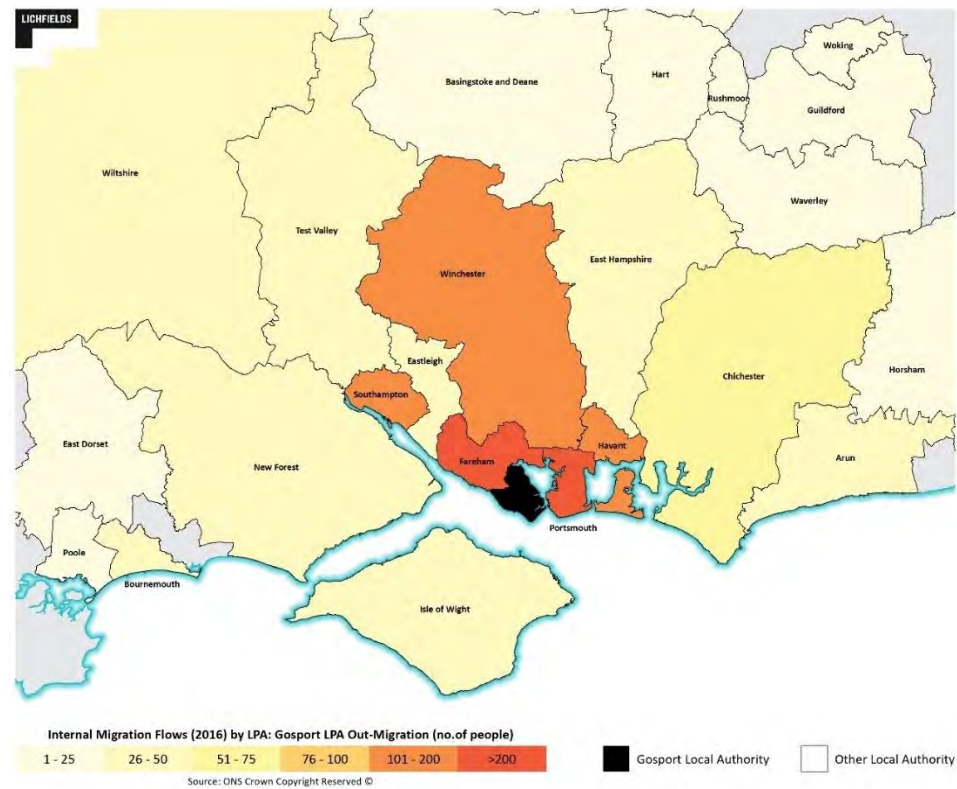 LICHFIELDS
Woking
Hart
Basingstoke and Deane
Rushmoor
Guildford
Wiltshire
Waverley
Test Valley
East Hampshire
Winchester
Eastleigh
Horsham
Chichester
Southampton
East Dorset
Havant
Arun
Fareham
New Forest
Portsmouth
Poole
Bournemouth
Isle of Wight
Internal Migration Flows (2016) by LPA: Gosport LPA Out-Migration (no.of people)
1 - 25 26 - 50 51 - 75 76 - 100 101 - 200 >200
Gosport Local Authority Other Local Authority
Source: ONS Crown Copyright Reserved ©